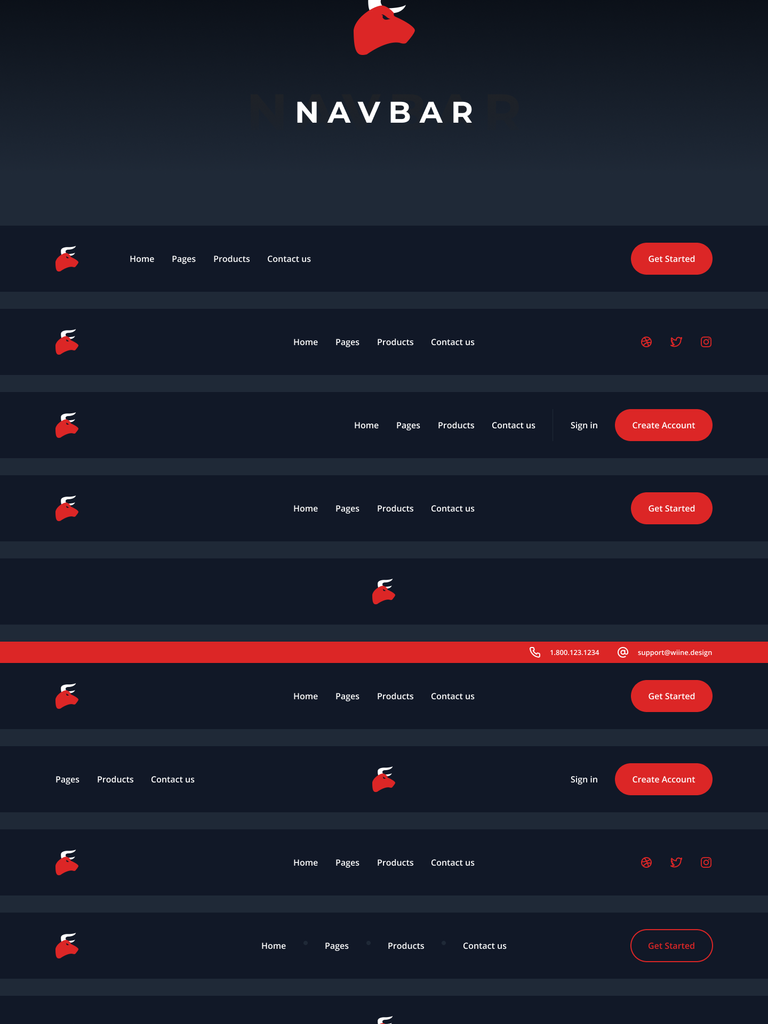 NAVBAR
NAVBAR
Home Pages Products Contact us Get Started
Home Pages Products Contact us
Home Pages Products Contact us Sign in Create Account
Home Pages Products Contact us Get Started
1.800.123.1234 support@wiine.design
Home Pages Products Contact us Get Started
Pages Products Contact us Sign in Create Account
Home Pages Products Contact us
Home Pages Products Contact us Get Started